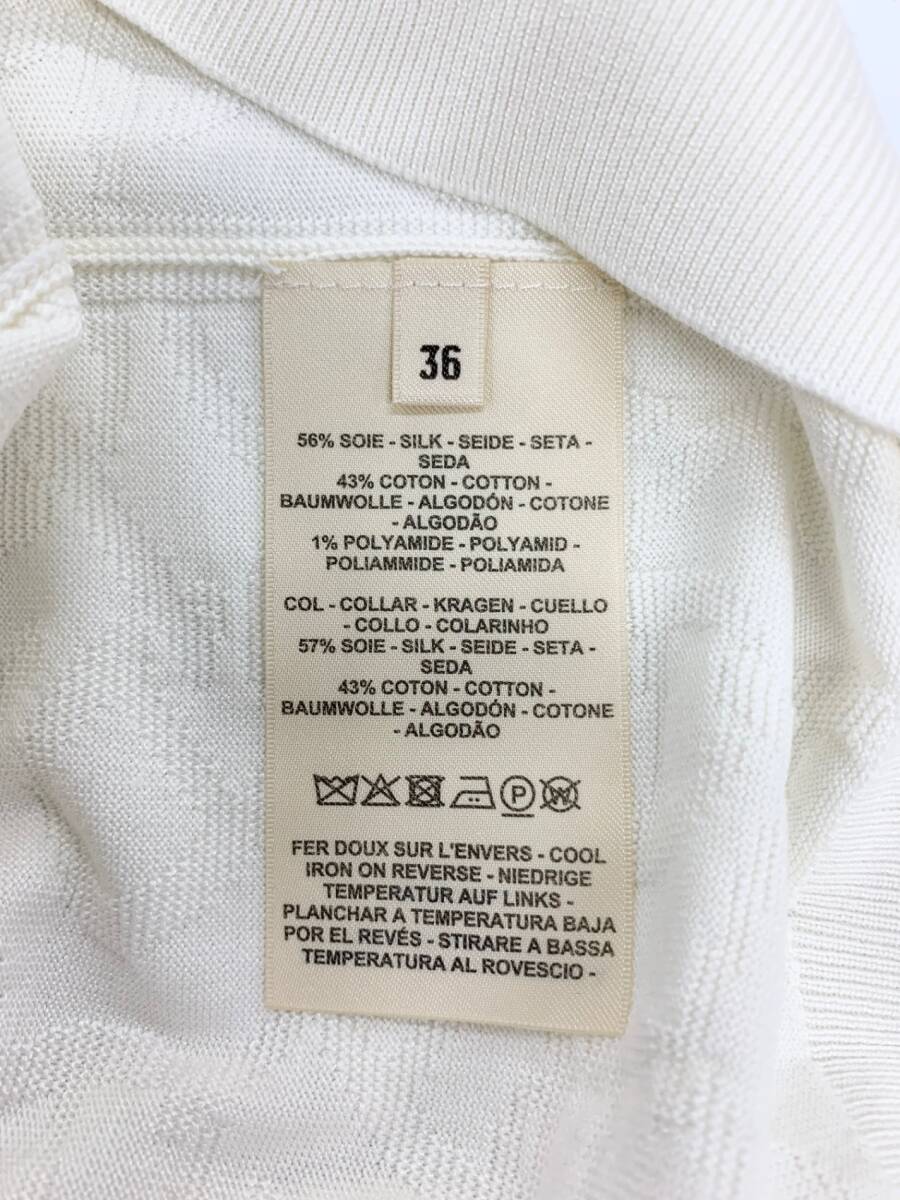 36
56% SOIE - SILK - SEIDE - SETA -
SEDA
43% COTON - COTTON -
BAUMWOLLE - ALGODÓN - COTONE
- ALGODÃO
1% POLYAMIDE - POLYAMID -
POLIAMMIDE - POLIAMIDA
COL - COLLAR - KRAGEN - CUELLO
- COLLO - COLARINHO
57% SOIE - SILK - SEIDE - SETA -
SEDA
43% COTON - COTTON -
BAUMWOLLE - ALGODÓN - COTONE
- ALGODÃO
P W
FER DOUX SUR L'ENVERS - COOL
IRON ON REVERSE - NIEDRIGE
TEMPERATUR AUF LINKS -
PLANCHAR A TEMPERATURA BAJA
POR EL REVÉS - STIRARE A BASSA
TEMPERATURA AL ROVESCIO -